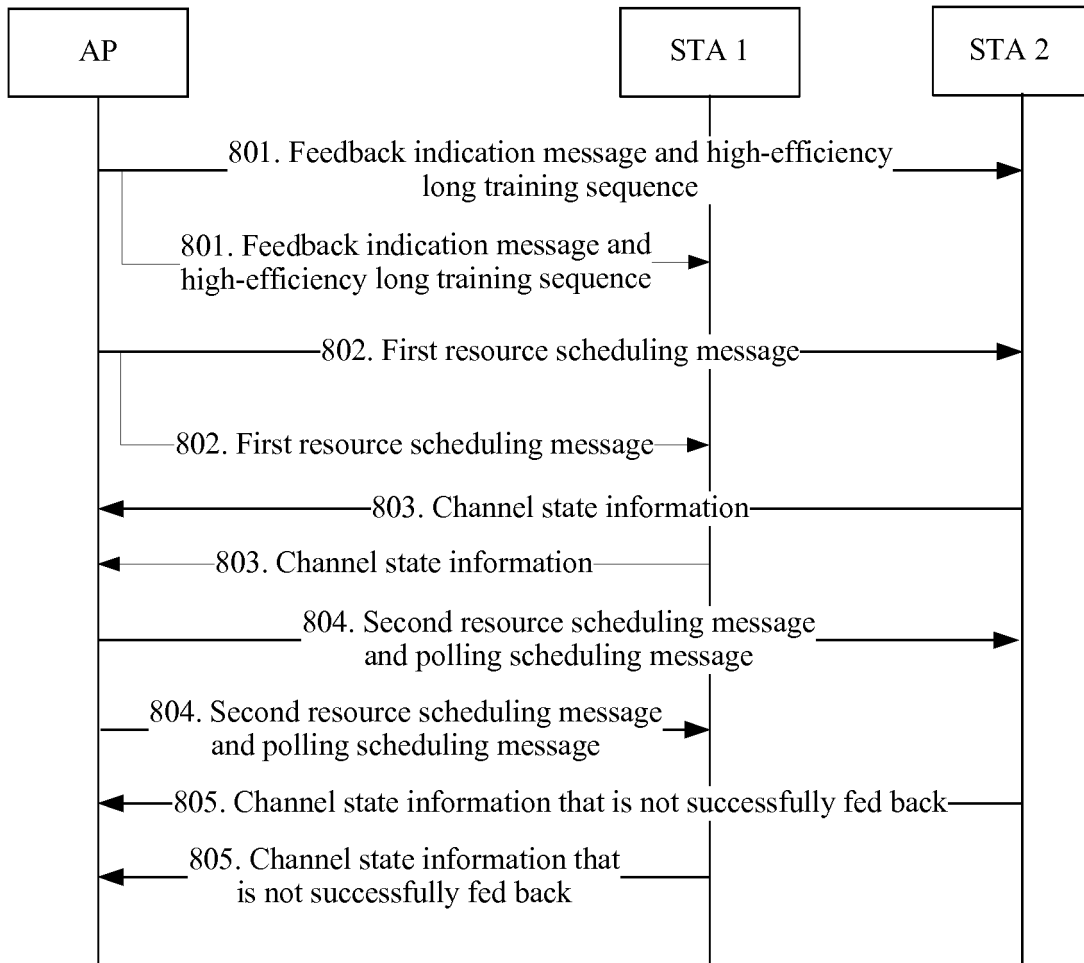 AP
STA 1
STA 2
801. Feedback indication message and high-efficiency
long training sequence
801. Feedback indication message and
high-efficiency long training sequence
802. First resource scheduling message
802. First resource scheduling message
803. Channel state information
803. Channel state information
804. Second resource scheduling message
and polling scheduling message
804. Second resource scheduling message
and polling scheduling message
805. Channel state information that is not successfully fed back
805. Channel state information that
is not successfully fed back